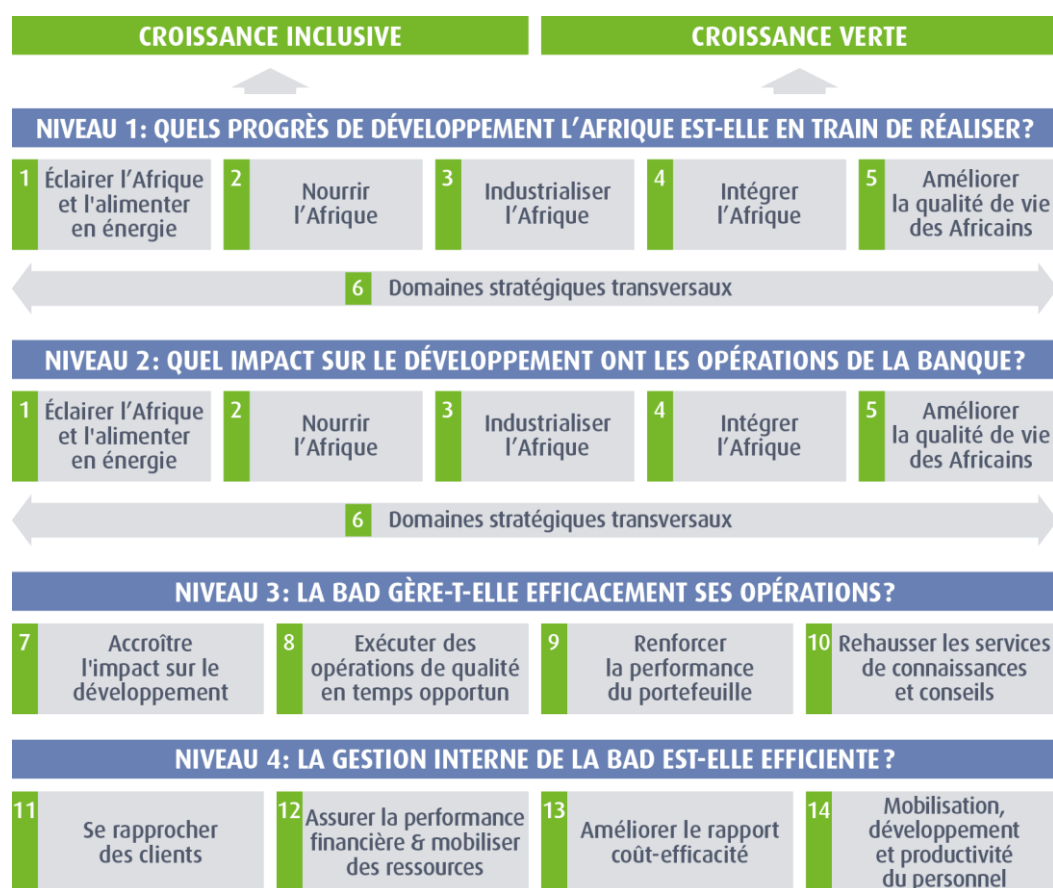 CROISSANCE INCLUSIVE
CROISSANCE VERTE
NIVEAU 1: QUELS PROGRÈS DE DÉVELOPPEMENT L’AFRIQUE EST-ELLE EN TRAIN DE RÉALISER?
1
Éclairer l’Afrique
et l'alimenter
en énergie
2
Nourrir
l’Afrique
3
Industrialiser
l’Afrique
4
Intégrer
l’Afrique
5
Améliorer
la qualité de vie
des Africains
6 Domaines stratégiques transversaux
NIVEAU 2: QUEL IMPACT SUR LE DÉVELOPPEMENT ONT LES OPÉRATIONS DE LA BANQUE?
1
Éclairer l’Afrique
et l'alimenter
en énergie
2
Nourrir
l’Afrique
3
Industrialiser
l’Afrique
4
Intégrer
l’Afrique
5
Améliorer
la qualité de vie
des Africains
6 Domaines stratégiques transversaux
NIVEAU 3: LA BAD GÈRE-T-ELLE EFFICACEMENT SES OPÉRATIONS?
7
Accroître
l'impact sur le
développement
8
Exécuter des
opérations de qualité
en temps opportun
9
Renforcer
la performance
du portefeuille
10
Rehausser les services
de connaissances
et conseils
NIVEAU 4: LA GESTION INTERNE DE LA BAD EST-ELLE EFFICIENTE?
11
Se rapprocher
des clients
12
Assurer la performance
financière & mobiliser
des ressources
13
Améliorer le rapport
coût-efficacité
14
Mobilisation,
développement
et productivité
du personnel